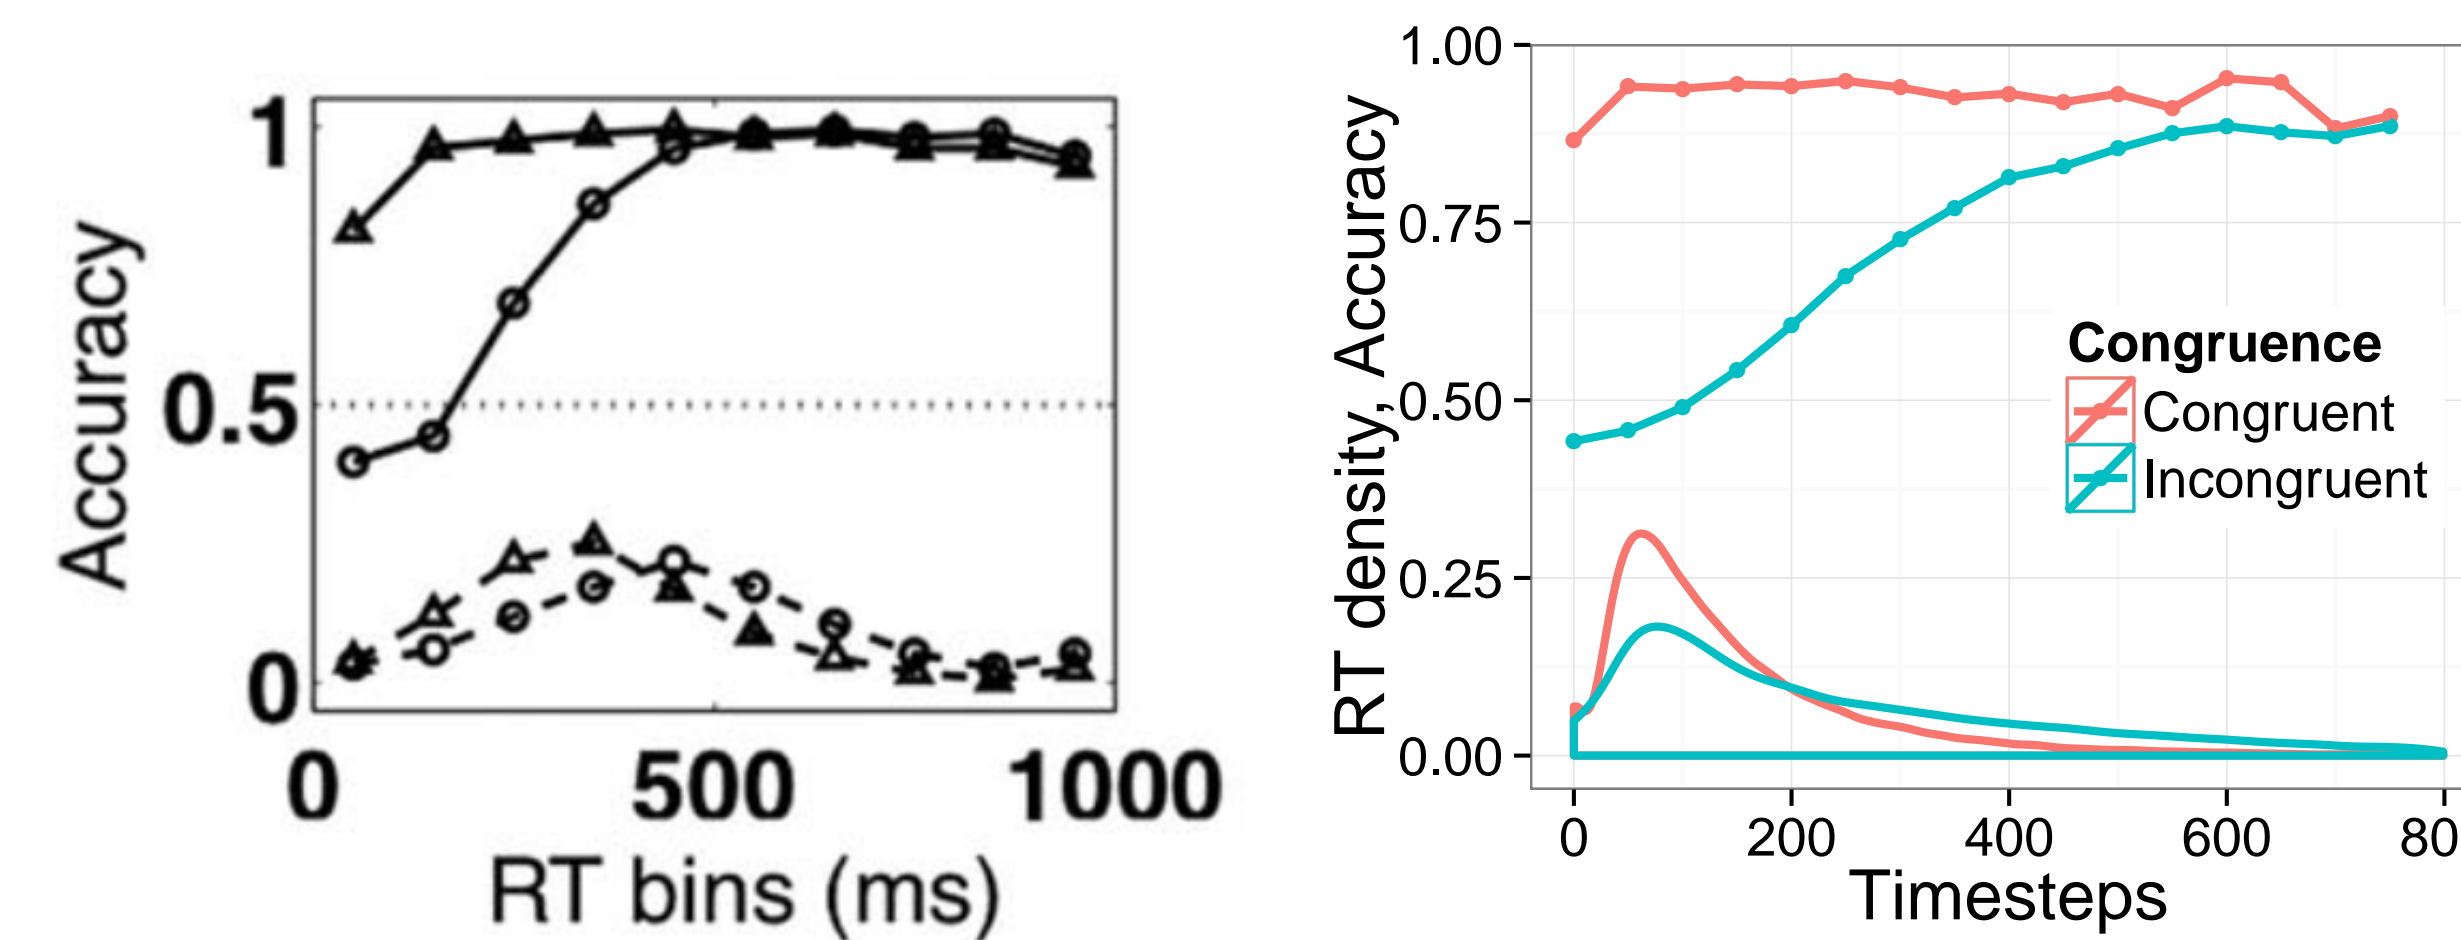 Accuracy
1
0.5
0
0
500
1000
RT bins (ms)
RT density, Accuracy
1.00
0.75
0.50
0.25
0.00
Congruence
Congruent
Incongruent
0
200
400
600
80
Timesteps